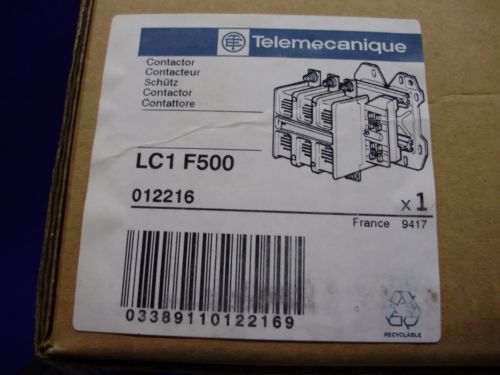 Telemecanique
Contactor
Contacteur
Schütz
Contactor
Contattore
LC1 F500
012216
x 1
France 9417
03389110122169
RECYCLABLE